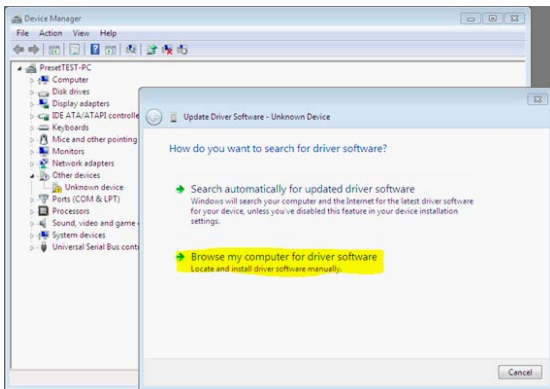 Device Manager
File Action View Help
PresetTEST-PC
Computer
Disk drives
Display adapters
IDE ATA/ATAPI controlle
Keyboards
Mice and other pointing
Monitors
Network adapters
Other devices
Unknown device
Ports (COM & LPT)
Processors
Sound, video and game
System devices
Universal Serial Bus cont
Update Driver Software - Unknown Device
How do you want to search for driver software?
Search automatically for updated driver software
Windows will search your computer and the Internet for the latest driver software
for your device, unless you've disabled this feature in your device installation
settings.
Browse my computer for driver software
Locate and install driver software manually.
Cancel